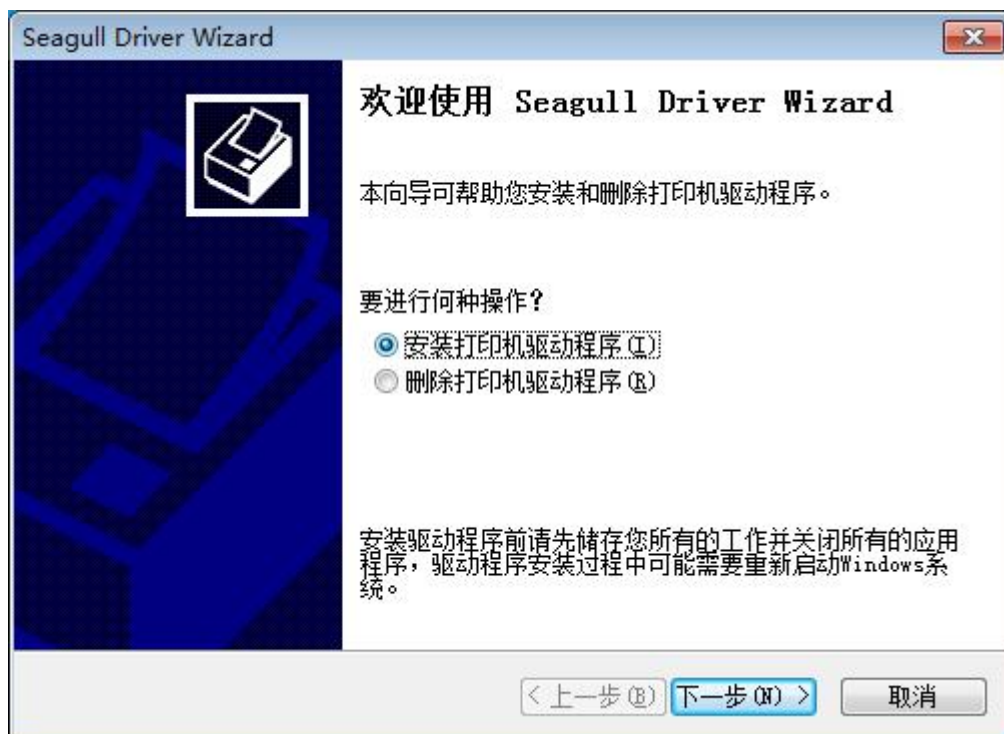 Seagull Driver Wizard
欢迎使用 Seagull Driver Wizard
本向导可帮助您安装和删除打印机驱动程序。
要进行何种操作?
安装打印机驱动程序(I)
删除打印机驱动程序(R)
安装驱动程序前请先储存您所有的工作并关闭所有的应用
程序，驱动程序安装过程中可能需要重新启动Windows系
统。
< 上一步(B) 下一步(N) > 取消